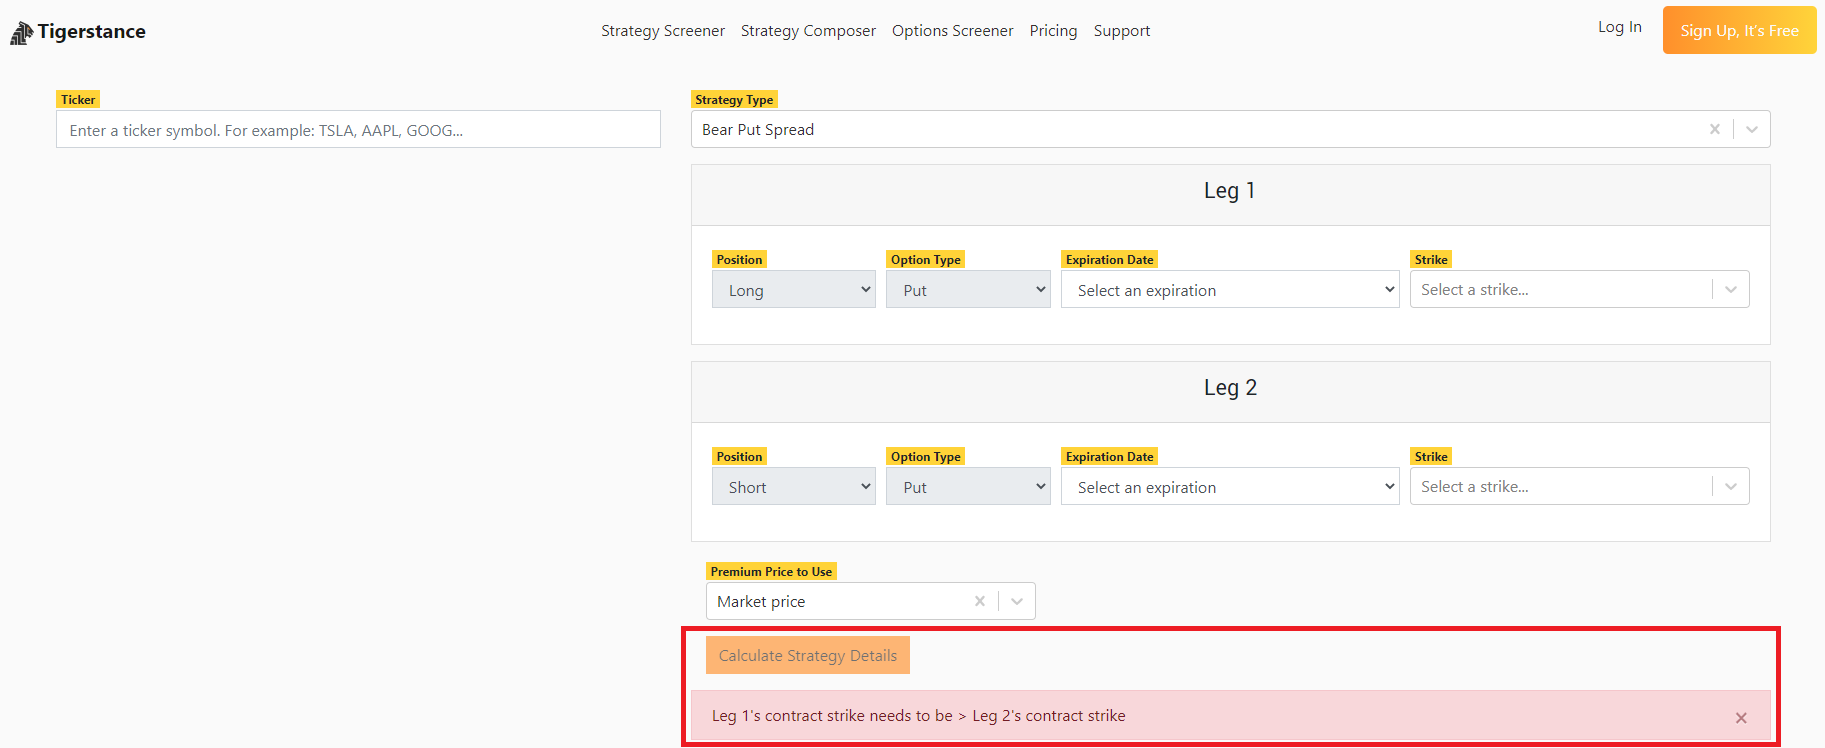 Tigerstance
Strategy Screener Strategy Composer Options Screener Pricing Support
Log In
Sign Up, It's Free
Ticker
Enter a ticker symbol. For example: TSLA, AAPL, GOOG...
Strategy Type
Bear Put Spread
Leg 1
Position Option Type Expiration Date Strike
Long Put Select an expiration Select a strike...
Leg 2
Position Option Type Expiration Date Strike
Short Put Select an expiration Select a strike...
Premium Price to Use
Market price
Calculate Strategy Details
Leg 1's contract strike needs to be > Leg 2's contract strike